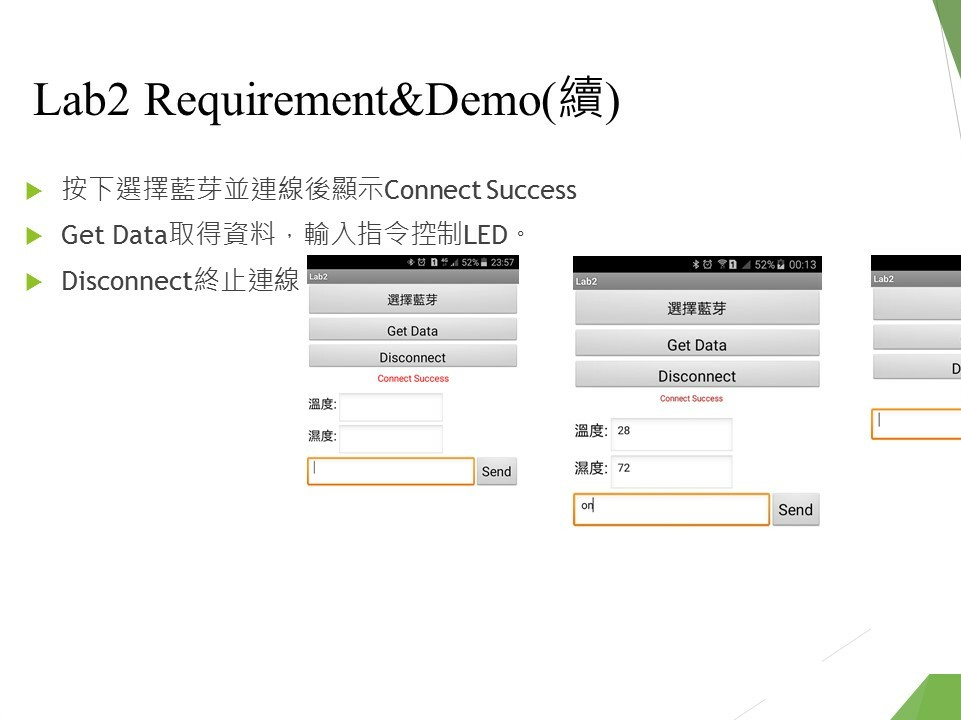 Lab2 Requirement&Demo(續)
按下選擇藍芽並連線後顯示Connect Success
Get Data取得資料，輸入指令控制LED。
Disconnect終止連線
52% 23:57
Lab2
選擇藍芽
Get Data
Disconnect
Connect Success
溫度:
濕度:
Send
52% 00:13
Lab2
選擇藍芽
Get Data
Disconnect
Connect Success
溫度: 28
濕度: 72
on
Send
Lab2
D